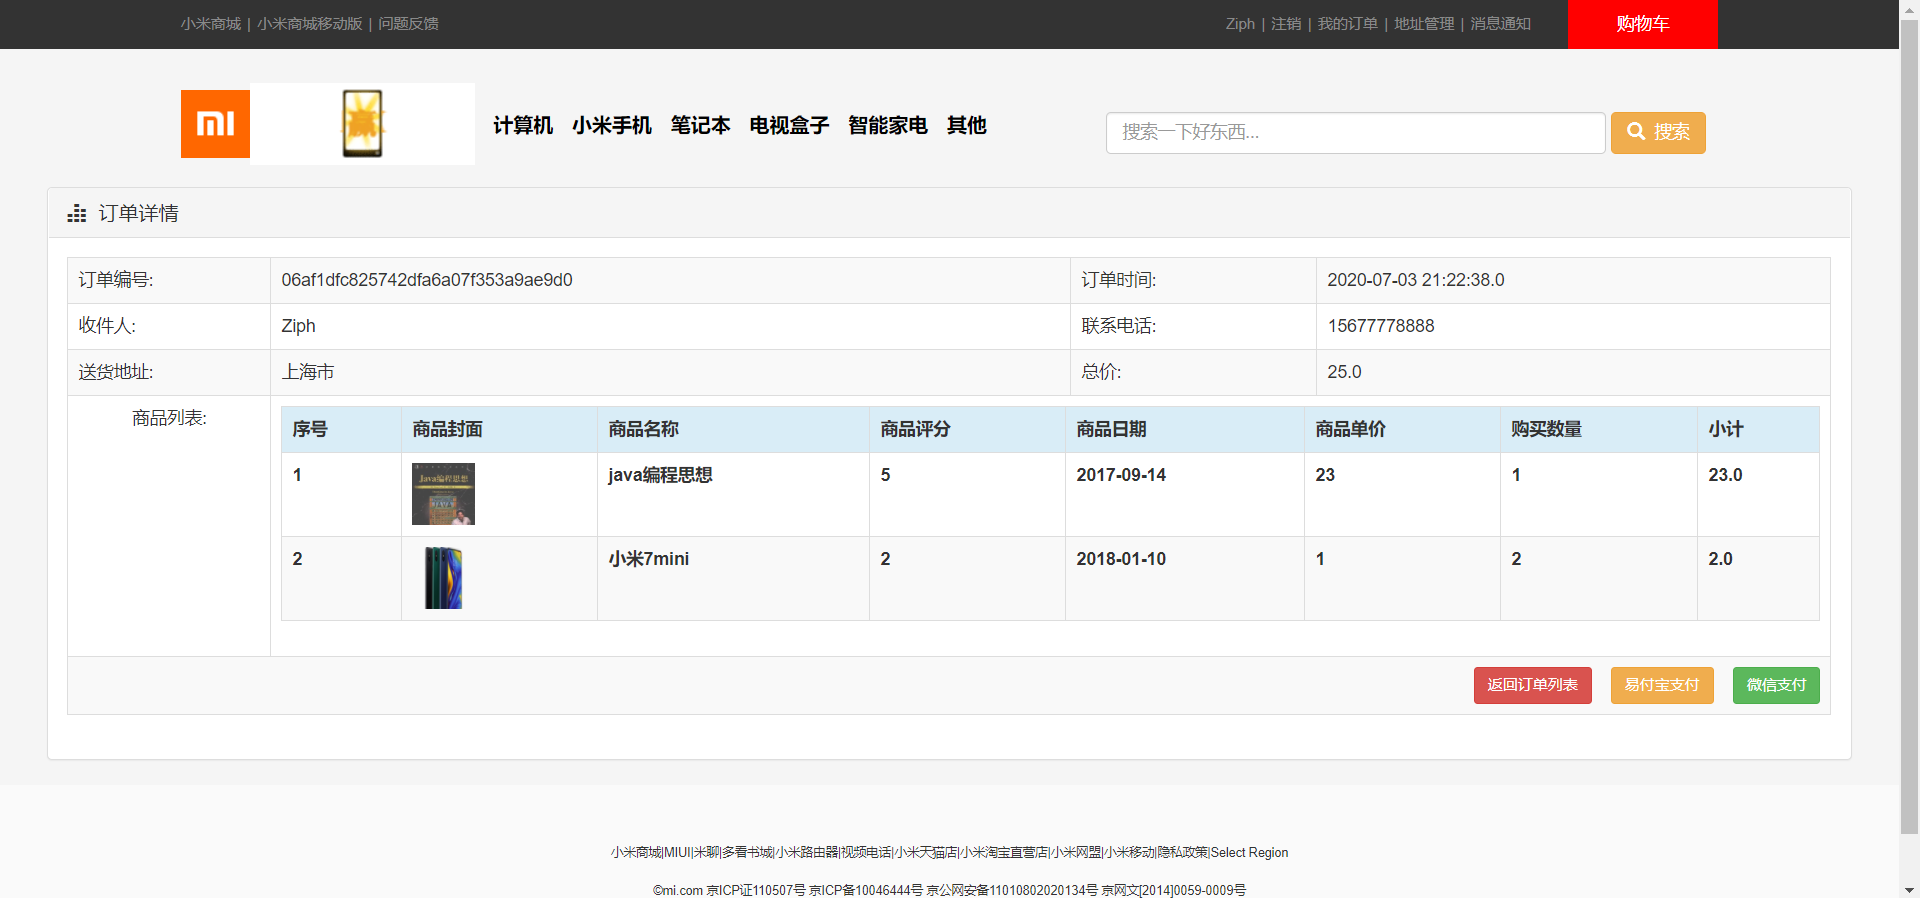 小米商城 | 小米商城移动版 | 问题反馈
Ziph | 注销 | 我的订单 | 地址管理 | 消息通知
购物车
计算机 小米手机 笔记本 电视盒子 智能家电 其他
搜索一下好东西...
搜索
订单详情
订单编号: 06af1dfc825742dfa6a07f353a9ae9d0 订单时间: 2020-07-03 21:22:38.0
收件人: Ziph 联系电话: 15677778888
送货地址: 上海市 总价: 25.0
商品列表:
序号 商品封面 商品名称 商品评分 商品日期 商品单价 购买数量 小计
1 java编程思想 5 2017-09-14 23 1 23.0
Java编程思想
JAVA
2 小米7mini 2 2018-01-10 1 2 2.0
返回订单列表 易付宝支付 微信支付
小米商城|MIUI|米聊|多看书城|小米路由器|视频电话|小米天猫店|小米淘宝直营店|小米网盟|小米移动|隐私政策|Select Region
©mi.com 京ICP证110507号 京ICP备10046444号 京公网安备11010802020134号 京网文[2014]0059-0009号